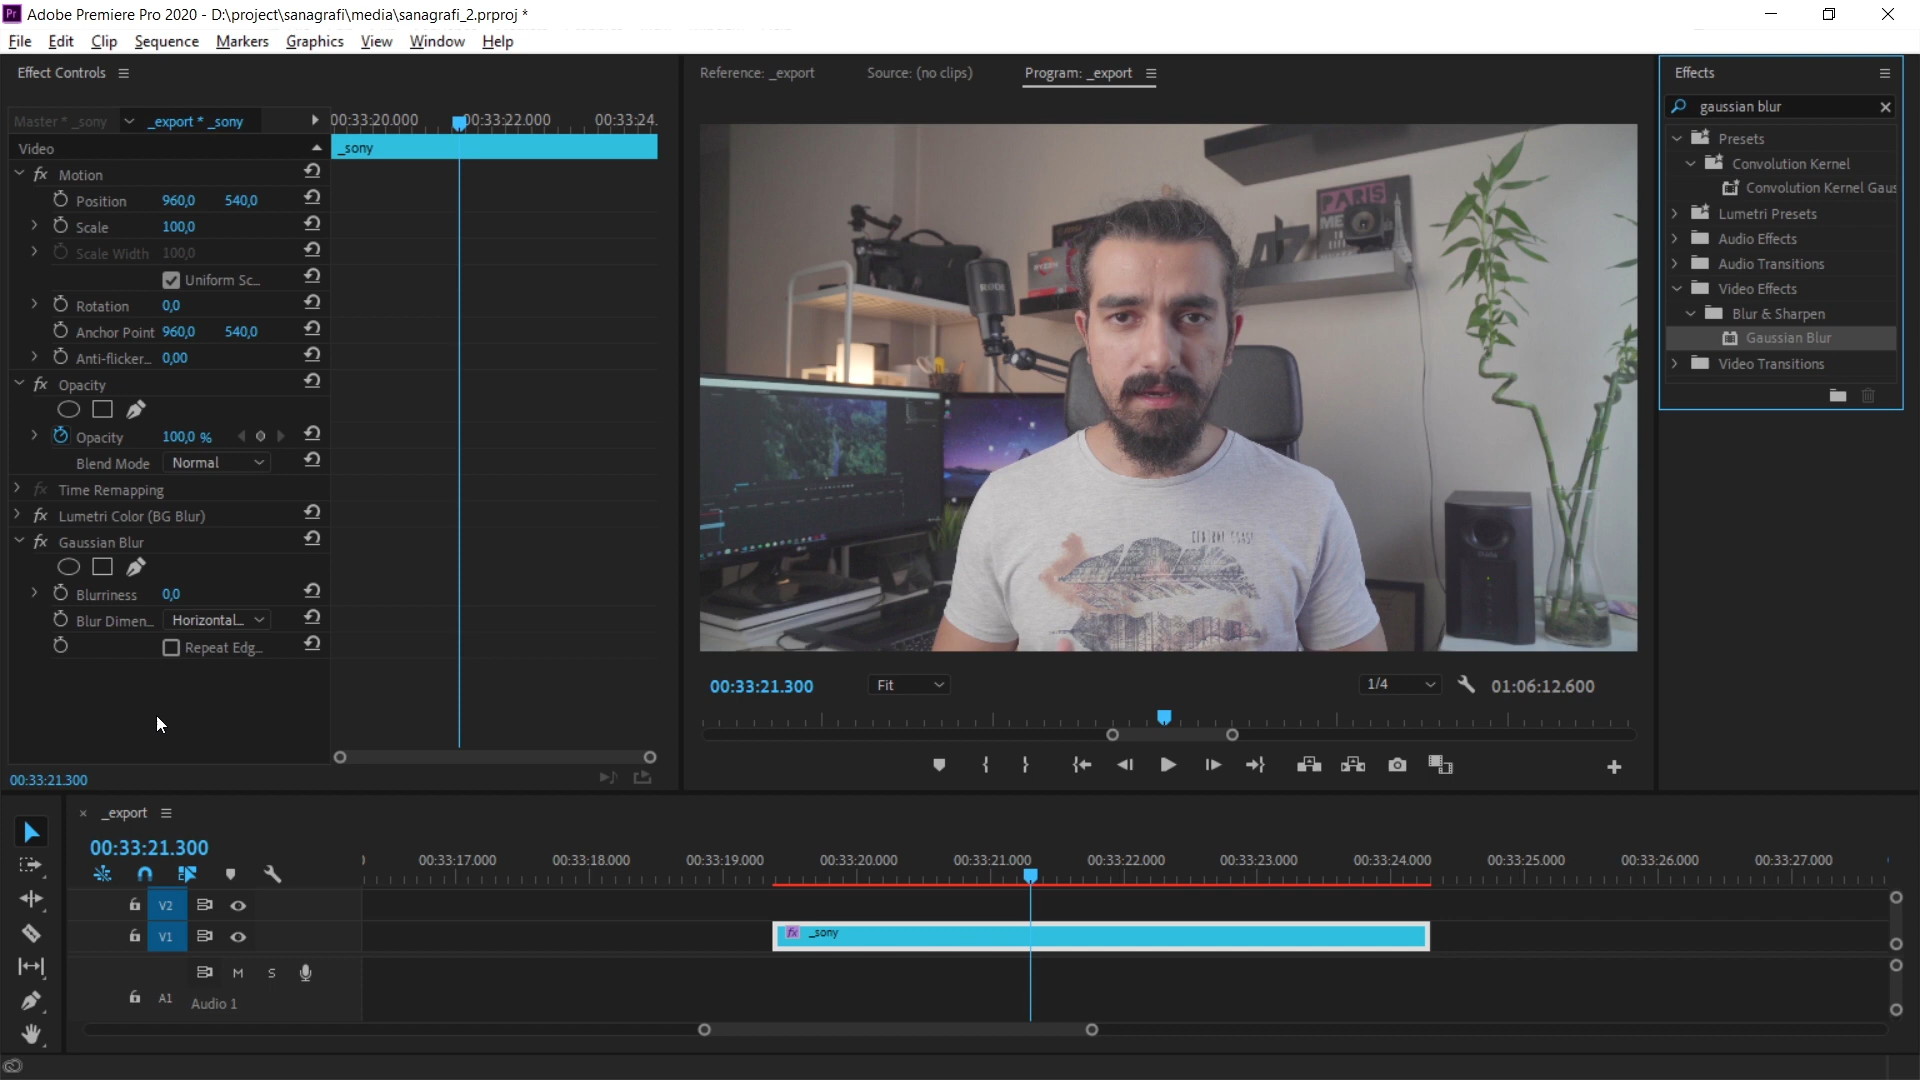 Adobe Premiere Pro 2020 - D:\project\sanagrafi\media\sanagrafi_2.prproj *
File Edit Clip Sequence Markers Graphics View Window Help
Effect Controls
Master * _sony
_export * _sony
00:33:20.000
00:33:22.000
00:33:24.
Video
_sony
Motion
Position 960,0 540,0
Scale 100,0
Scale Width 100,0
Uniform Sc...
Rotation 0,0
Anchor Point 960,0 540,0
Anti-flicker... 0,00
Opacity
Opacity 100,0 %
Blend Mode Normal
Time Remapping
Lumetri Color (BG Blur)
Gaussian Blur
Blurriness 0,0
Blur Dimen... Horizontal...
Repeat Edg...
00:33:21.300
Reference: _export
Source: (no clips)
Program: _export
PARIS
ME
47
RYZEN
RODE
CENTRAL COAST
00:33:21.300
Fit
1/4
01:06:12.600
Effects
gaussian blur
Presets
Convolution Kernel
Convolution Kernel Gaus
Lumetri Presets
Audio Effects
Audio Transitions
Video Effects
Blur & Sharpen
Gaussian Blur
Video Transitions
_export
00:33:21.300
00:33:17.000 00:33:18.000 00:33:19.000 00:33:20.000 00:33:21.000 00:33:22.000 00:33:23.000 00:33:24.000 00:33:25.000 00:33:26.000 00:33:27.000
V2
V1
fx _sony
M S
A1 Audio 1